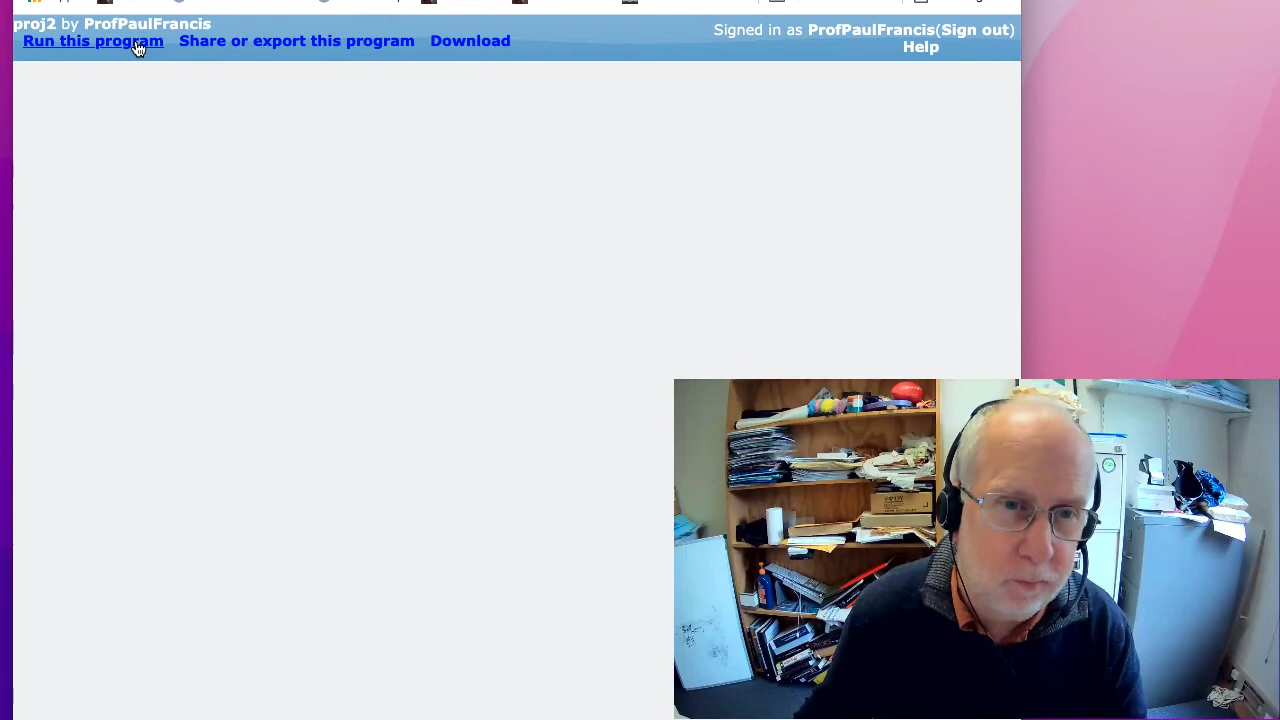 proj2 by ProfPaulFrancis
Run this program Share or export this program Download
Signed in as ProfPaulFrancis(Sign out)
Help